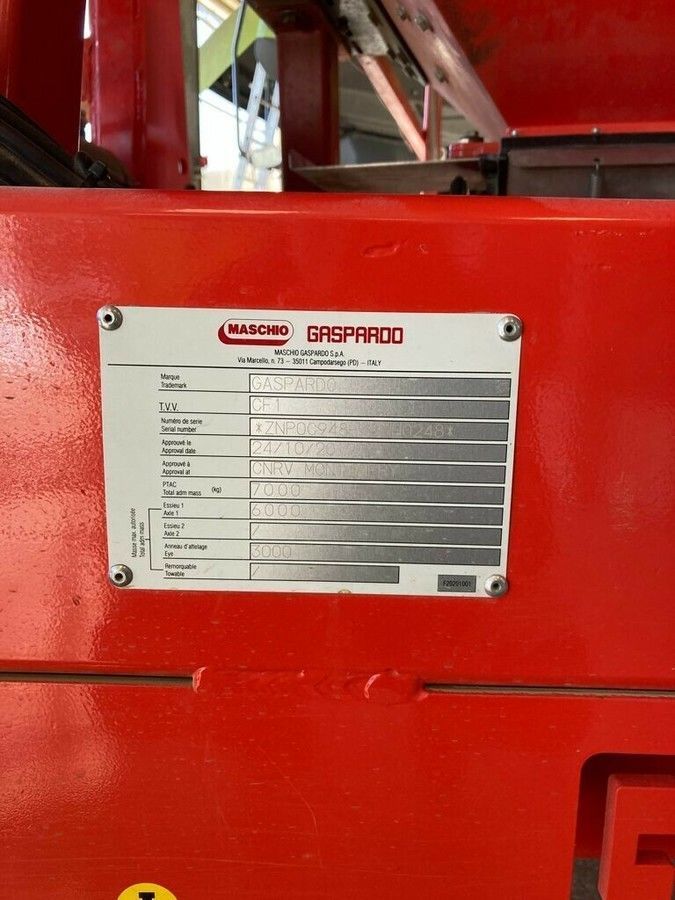 MASCHIO GASPARDO
MASCHIO GASPARDO S.p.A.
Via Marcello, n. 73 – 35011 Campodarsego (PD) – ITALY
Marque
Trademark
GASPARDO
T.V.V.
CF1
Numéro de serie
Serial number
Approuvé le
Approval date
Approuvé à
Approval at
CNRV
PTAC
Total adm mass
(kg)
7000
Masse max. autorisée
Total adm mass
Essieu 1
Axle 1
6000
Essieu 2
Axle 2
/
Anneau d'attelage
Eye
3000
Remorquable
Towable
/
F20201001